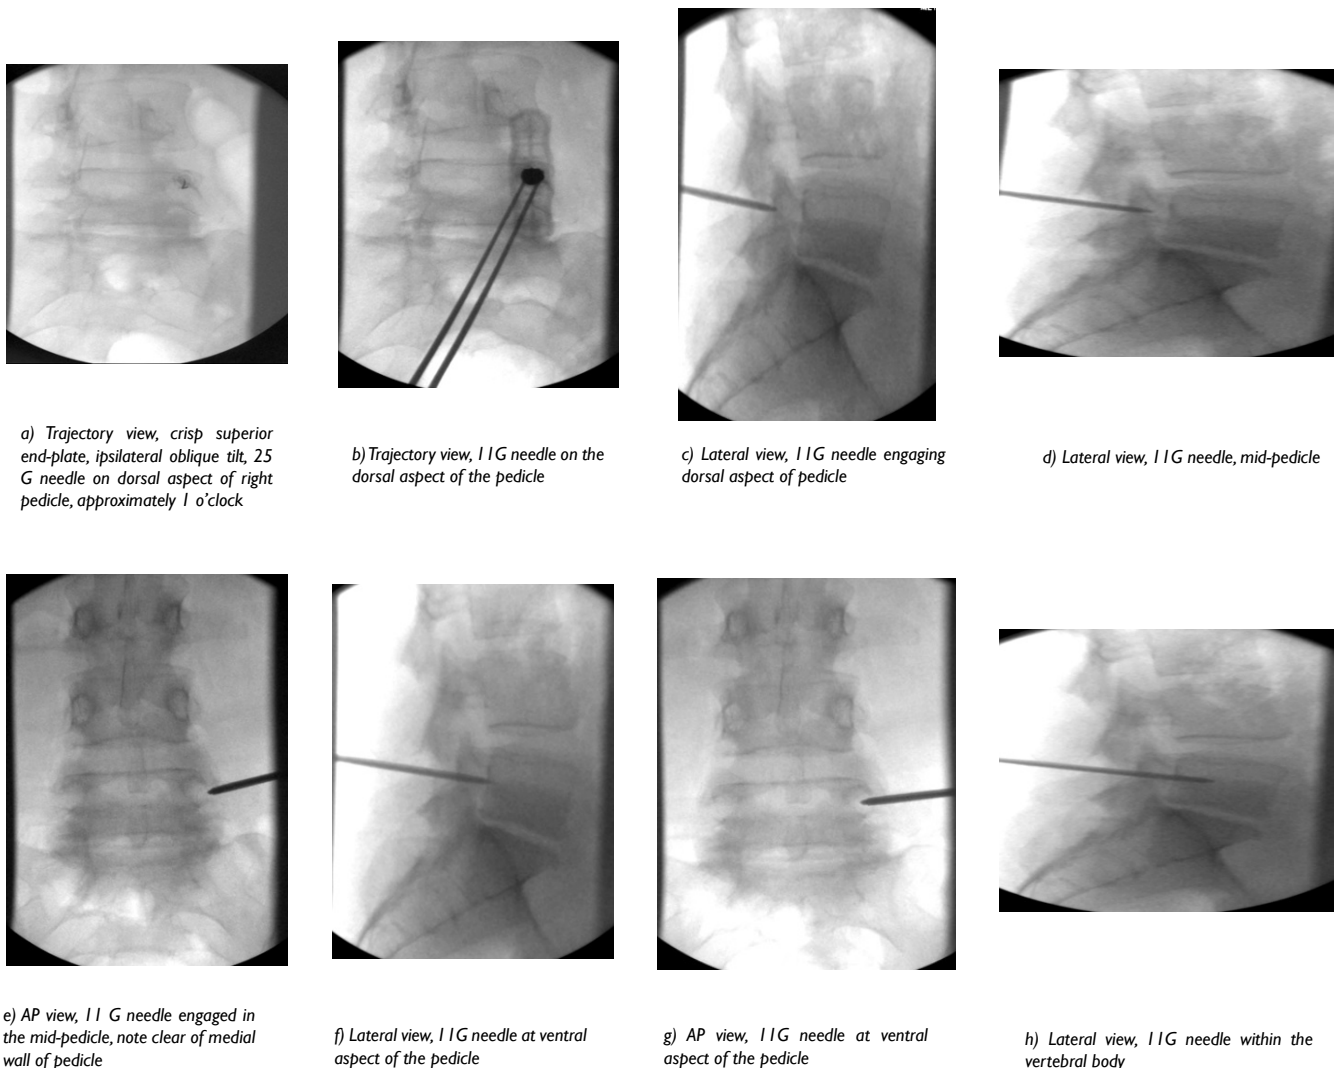 a) Trajectory view, crisp superior
end-plate, ipsilateral oblique tilt, 25
G needle on dorsal aspect of right
pedicle, approximately 1 o'clock
b) Trajectory view, 11G needle on the
dorsal aspect of the pedicle
c) Lateral view, 11G needle engaging
dorsal aspect of pedicle
d) Lateral view, 11G needle, mid-pedicle
e) AP view, 11 G needle engaged in
the mid-pedicle, note clear of medial
wall of pedicle
f) Lateral view, 11G needle at ventral
aspect of the pedicle
g) AP view, 11G needle at ventral
aspect of the pedicle
h) Lateral view, 11G needle within the
vertebral body